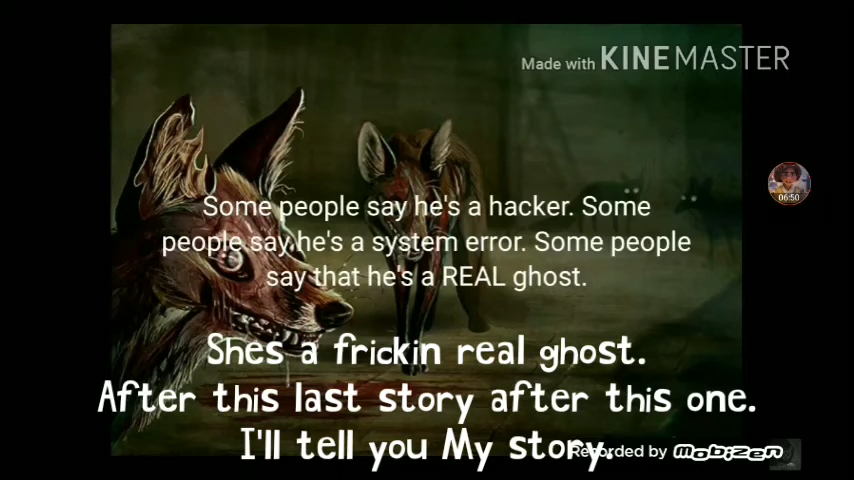 Made with KINEMASTER
Some people say he's a hacker. Some
people say he's a system error. Some people
say that he's a REAL ghost.
06:50
Shes a frickin real ghost.
After this last story after this one.
I'll tell you My story.
Recorded by mobizen